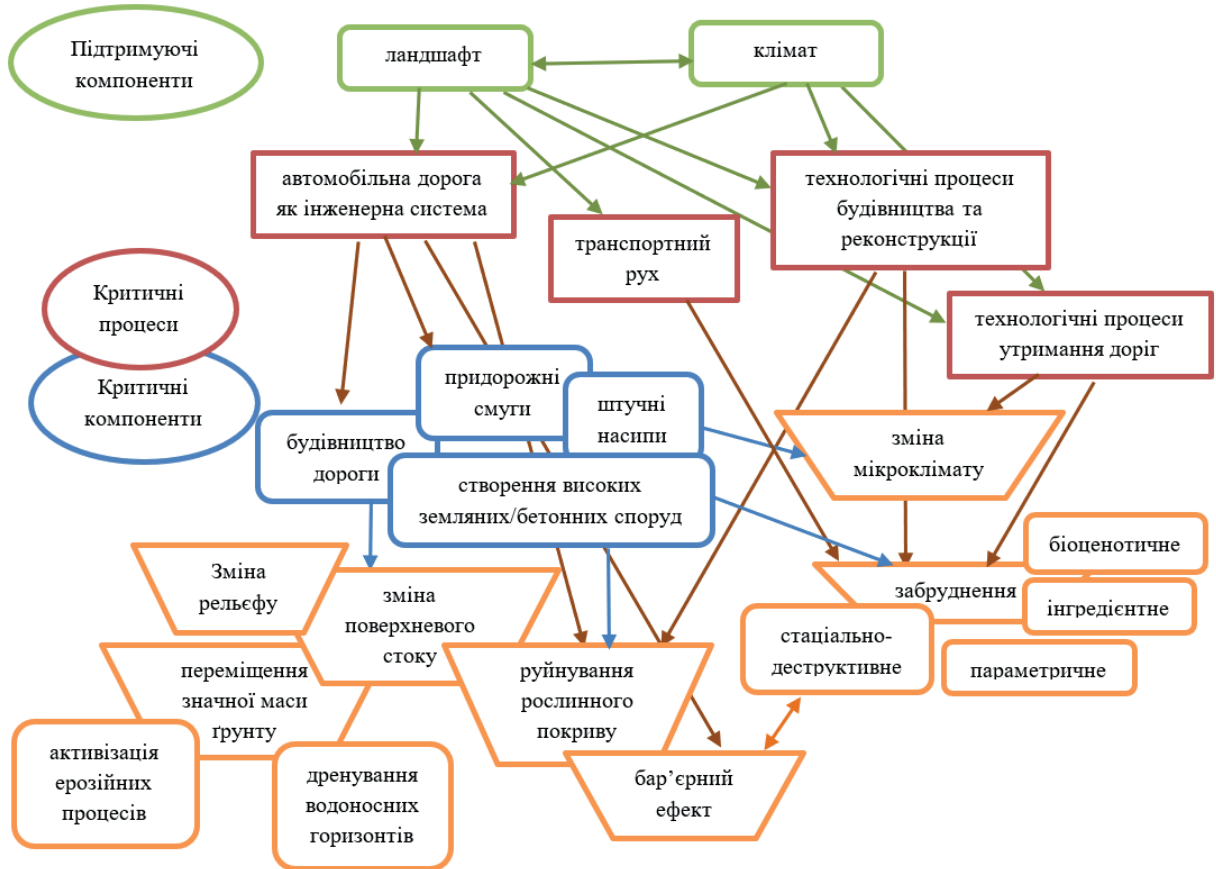 Підтримуючі
компоненти
ландшафт
клімат
автомобільна дорога
як інженерна система
транспортний
рух
технологічні процеси
будівництва та
реконструкції
технологічні процеси
утримання доріг
Критичні
процеси
Критичні
компоненти
придорожні
смуги
штучні
насипи
будівництво
дороги
створення високих
земляних/бетонних споруд
зміна
мікроклімату
Зміна
рельєфу
зміна
поверхневого
стоку
забруднення
біоценотичне
інгредієнтне
параметричне
стаціально-
деструктивне
переміщення
значної маси
ґрунту
руйнування
рослинного
покриву
активізація
ерозійних
процесів
дренування
водоносних
горизонтів
бар’єрний
ефект